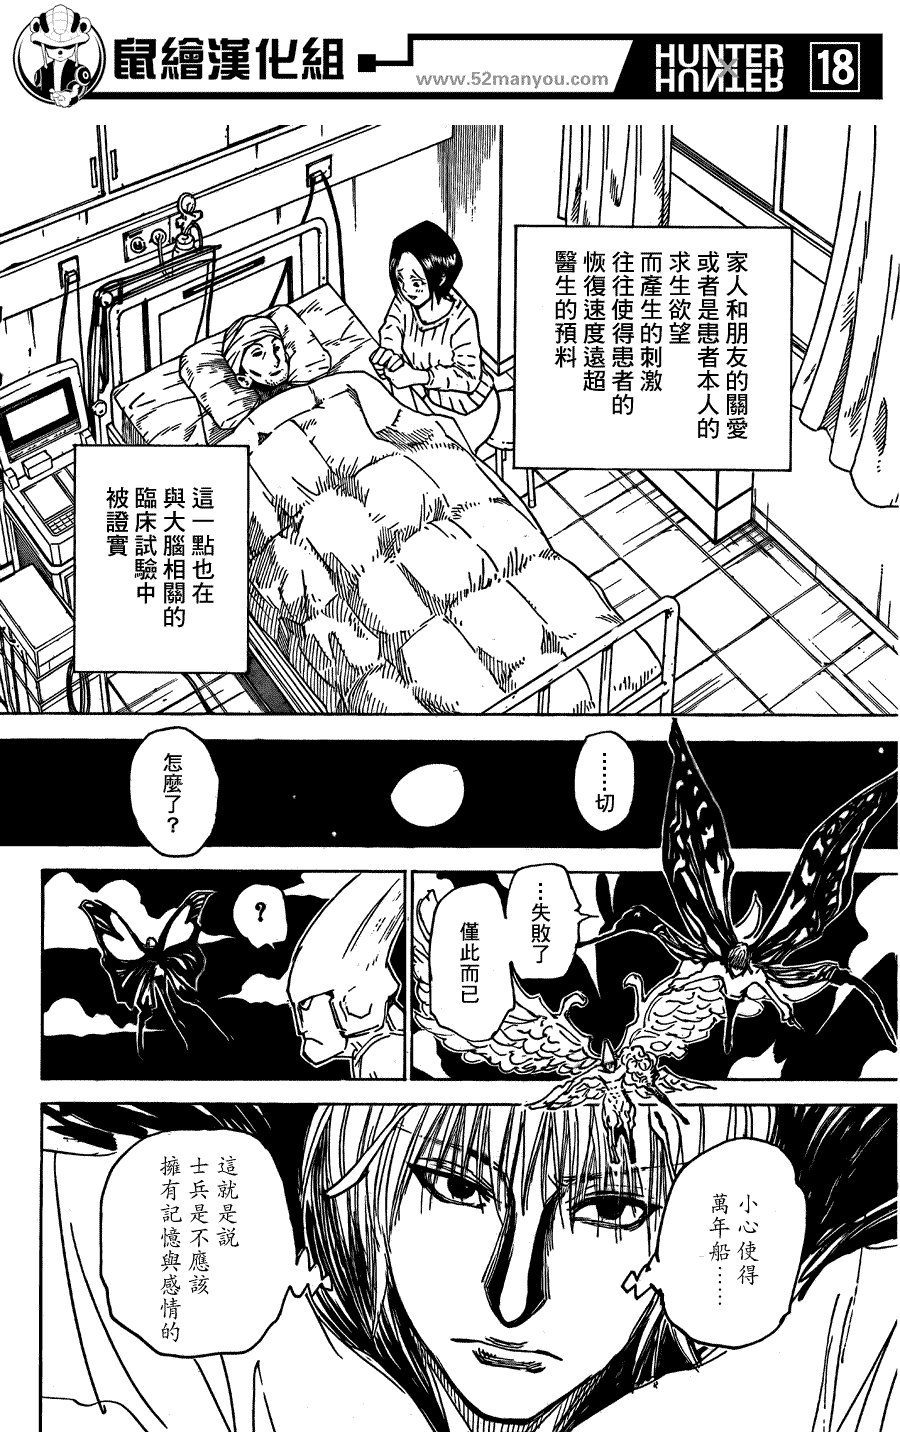 鼠繪漢化組
www.52manyou.com
HUNTER
HUNTER
18
家人和朋友的關愛
或者是患者本人的
求生欲望
而產生的刺激
往往使得患者的
恢復速度遠超
醫生的預料
這一點也在
與大腦相關的
臨床試驗中
被證實
……切
怎麼了?
…失敗了
僅此而已
?
小心使得
萬年船……
這就是說
士兵是不應該
擁有記憶與感情的